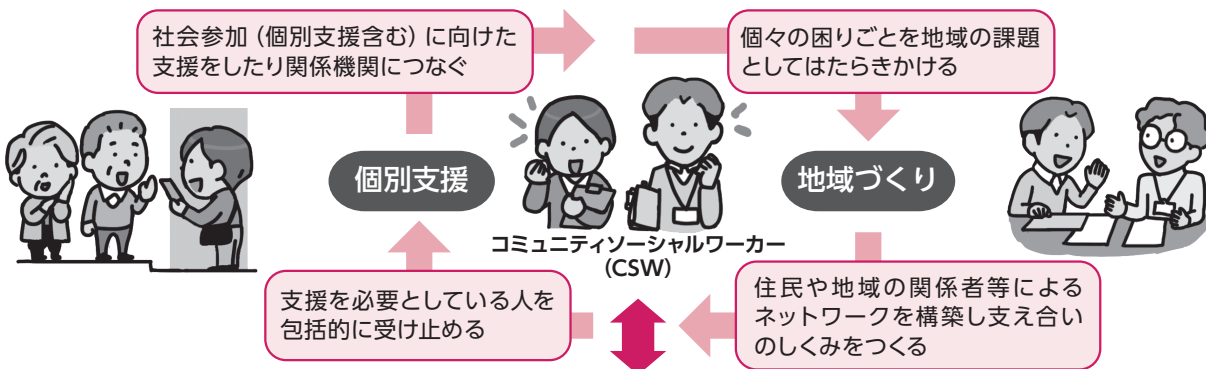 社会参加（個別支援含む）に向けた
支援をしたり関係機関につなぐ
個々の困りごとを地域の課題
としてはたらきかける
個別支援
地域づくり
コミュニティソーシャルワーカー
（CSW）
支援を必要としている人を
包括的に受け止める
住民や地域の関係者等による
ネットワークを構築し支え合い
のしくみをつくる